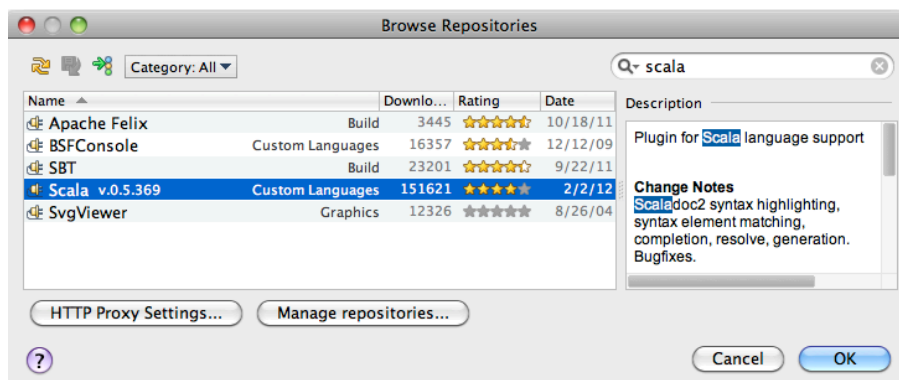 Browse Repositories
Category: All
scala
Name Downlo... Rating Date
Apache Felix Build 3445 10/18/11
BSFConsole Custom Languages 16357 12/12/09
SBT Build 23201 9/22/11
Scala v.0.5.369 Custom Languages 151621 2/2/12
SvgViewer Graphics 12326 8/26/04
Description
Plugin for Scala language support
Change Notes
Scaladoc2 syntax highlighting,
syntax element matching,
completion, resolve, generation.
Bugfixes.
HTTP Proxy Settings... Manage repositories...
? Cancel OK